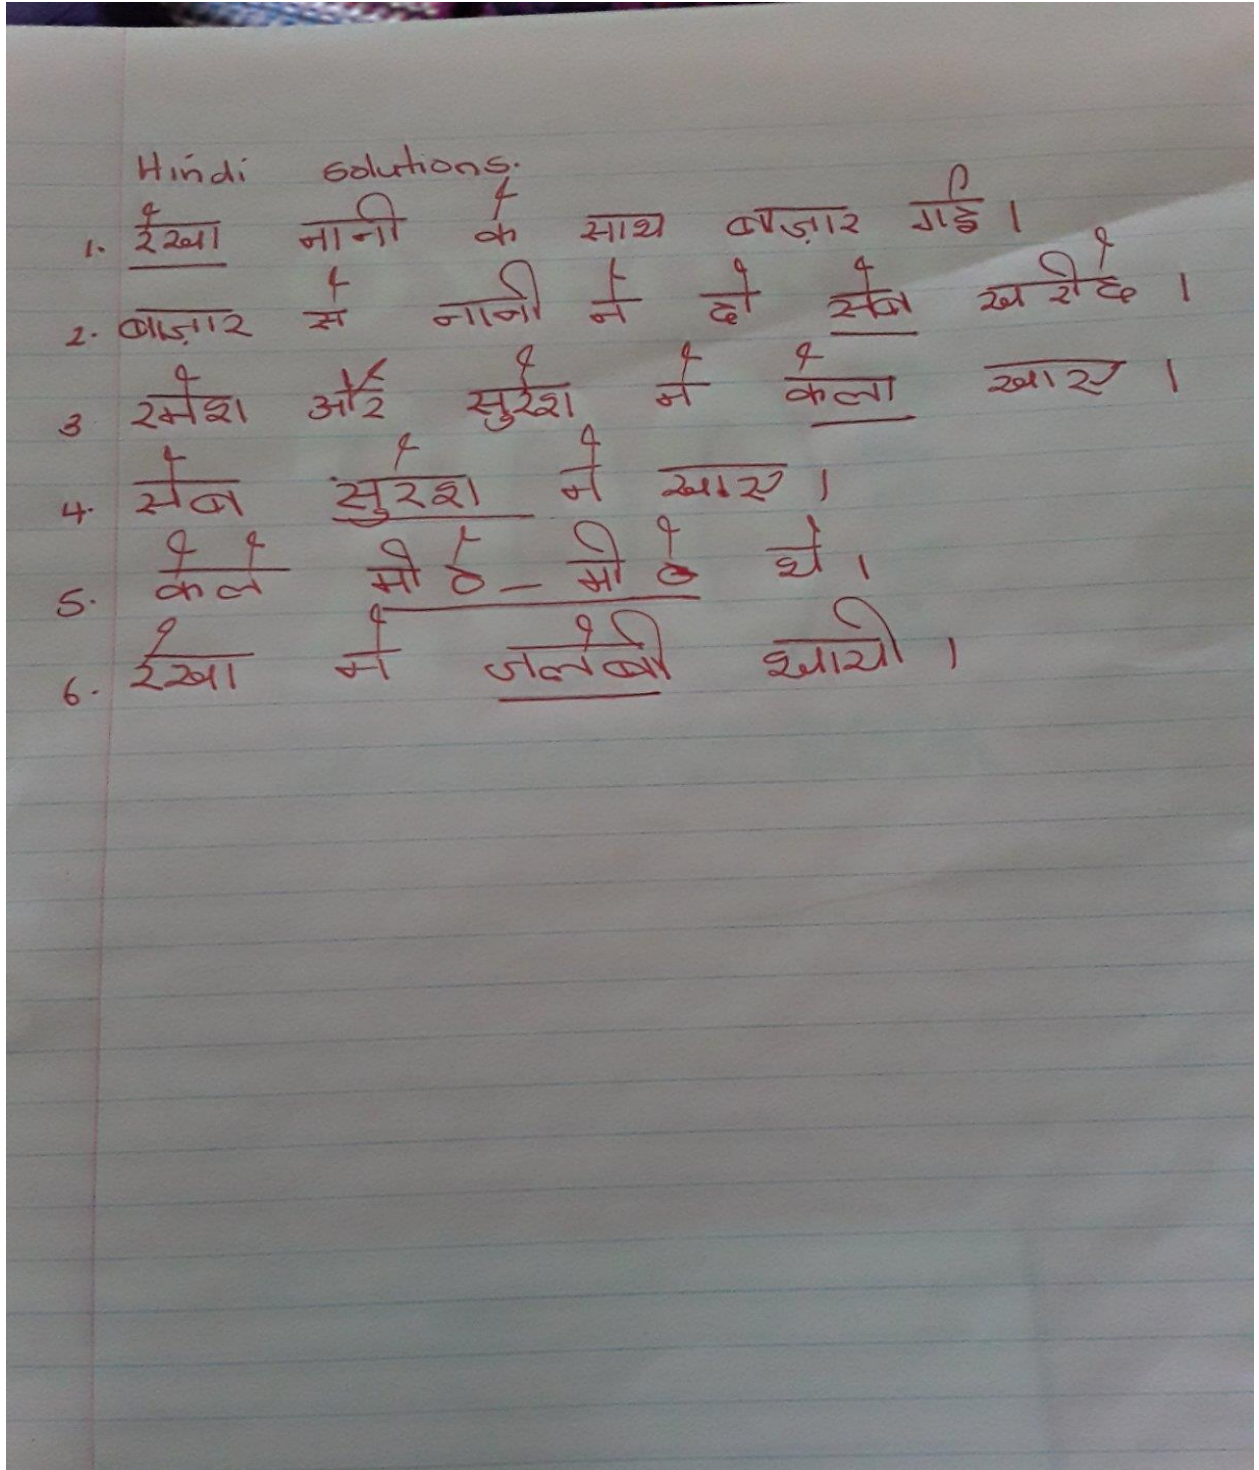 Hindi solutions.
1. रेखा नानी के साथ बाज़ार गई।
2. बाज़ार से नानी ने दो सेब खरीदे।
3 रमेश और सुरेश ने केला खाए।
4. सेब सुरेश ने खाए।
5. केले मीठे - मीठे थे।
6. रेखा ने जलेबी खायी।